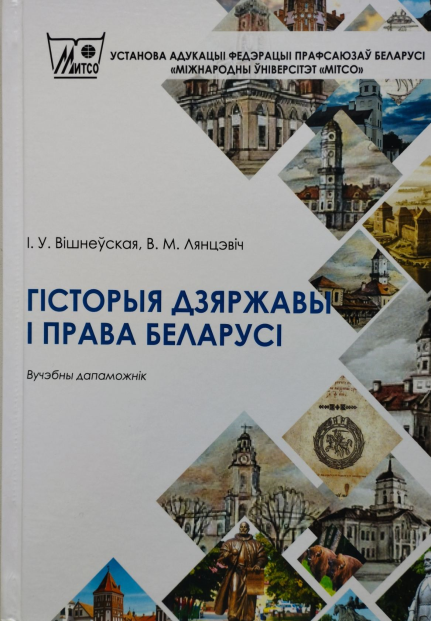 МИТСО
УСТАНОВА АДУКАЦЫІ ФЕДЭРАЦЫІ ПРАФСАЮЗАЎ БЕЛАРУСІ
«МІЖНАРОДНЫ ЎНІВЕРСІТЭТ «МІТСО»
І. У. Вішнеўская, В. М. Лянцэвіч
ГІСТОРЫЯ ДЗЯРЖАВЫ
І ПРАВА БЕЛАРУСІ
Вучэбны дапаможнік